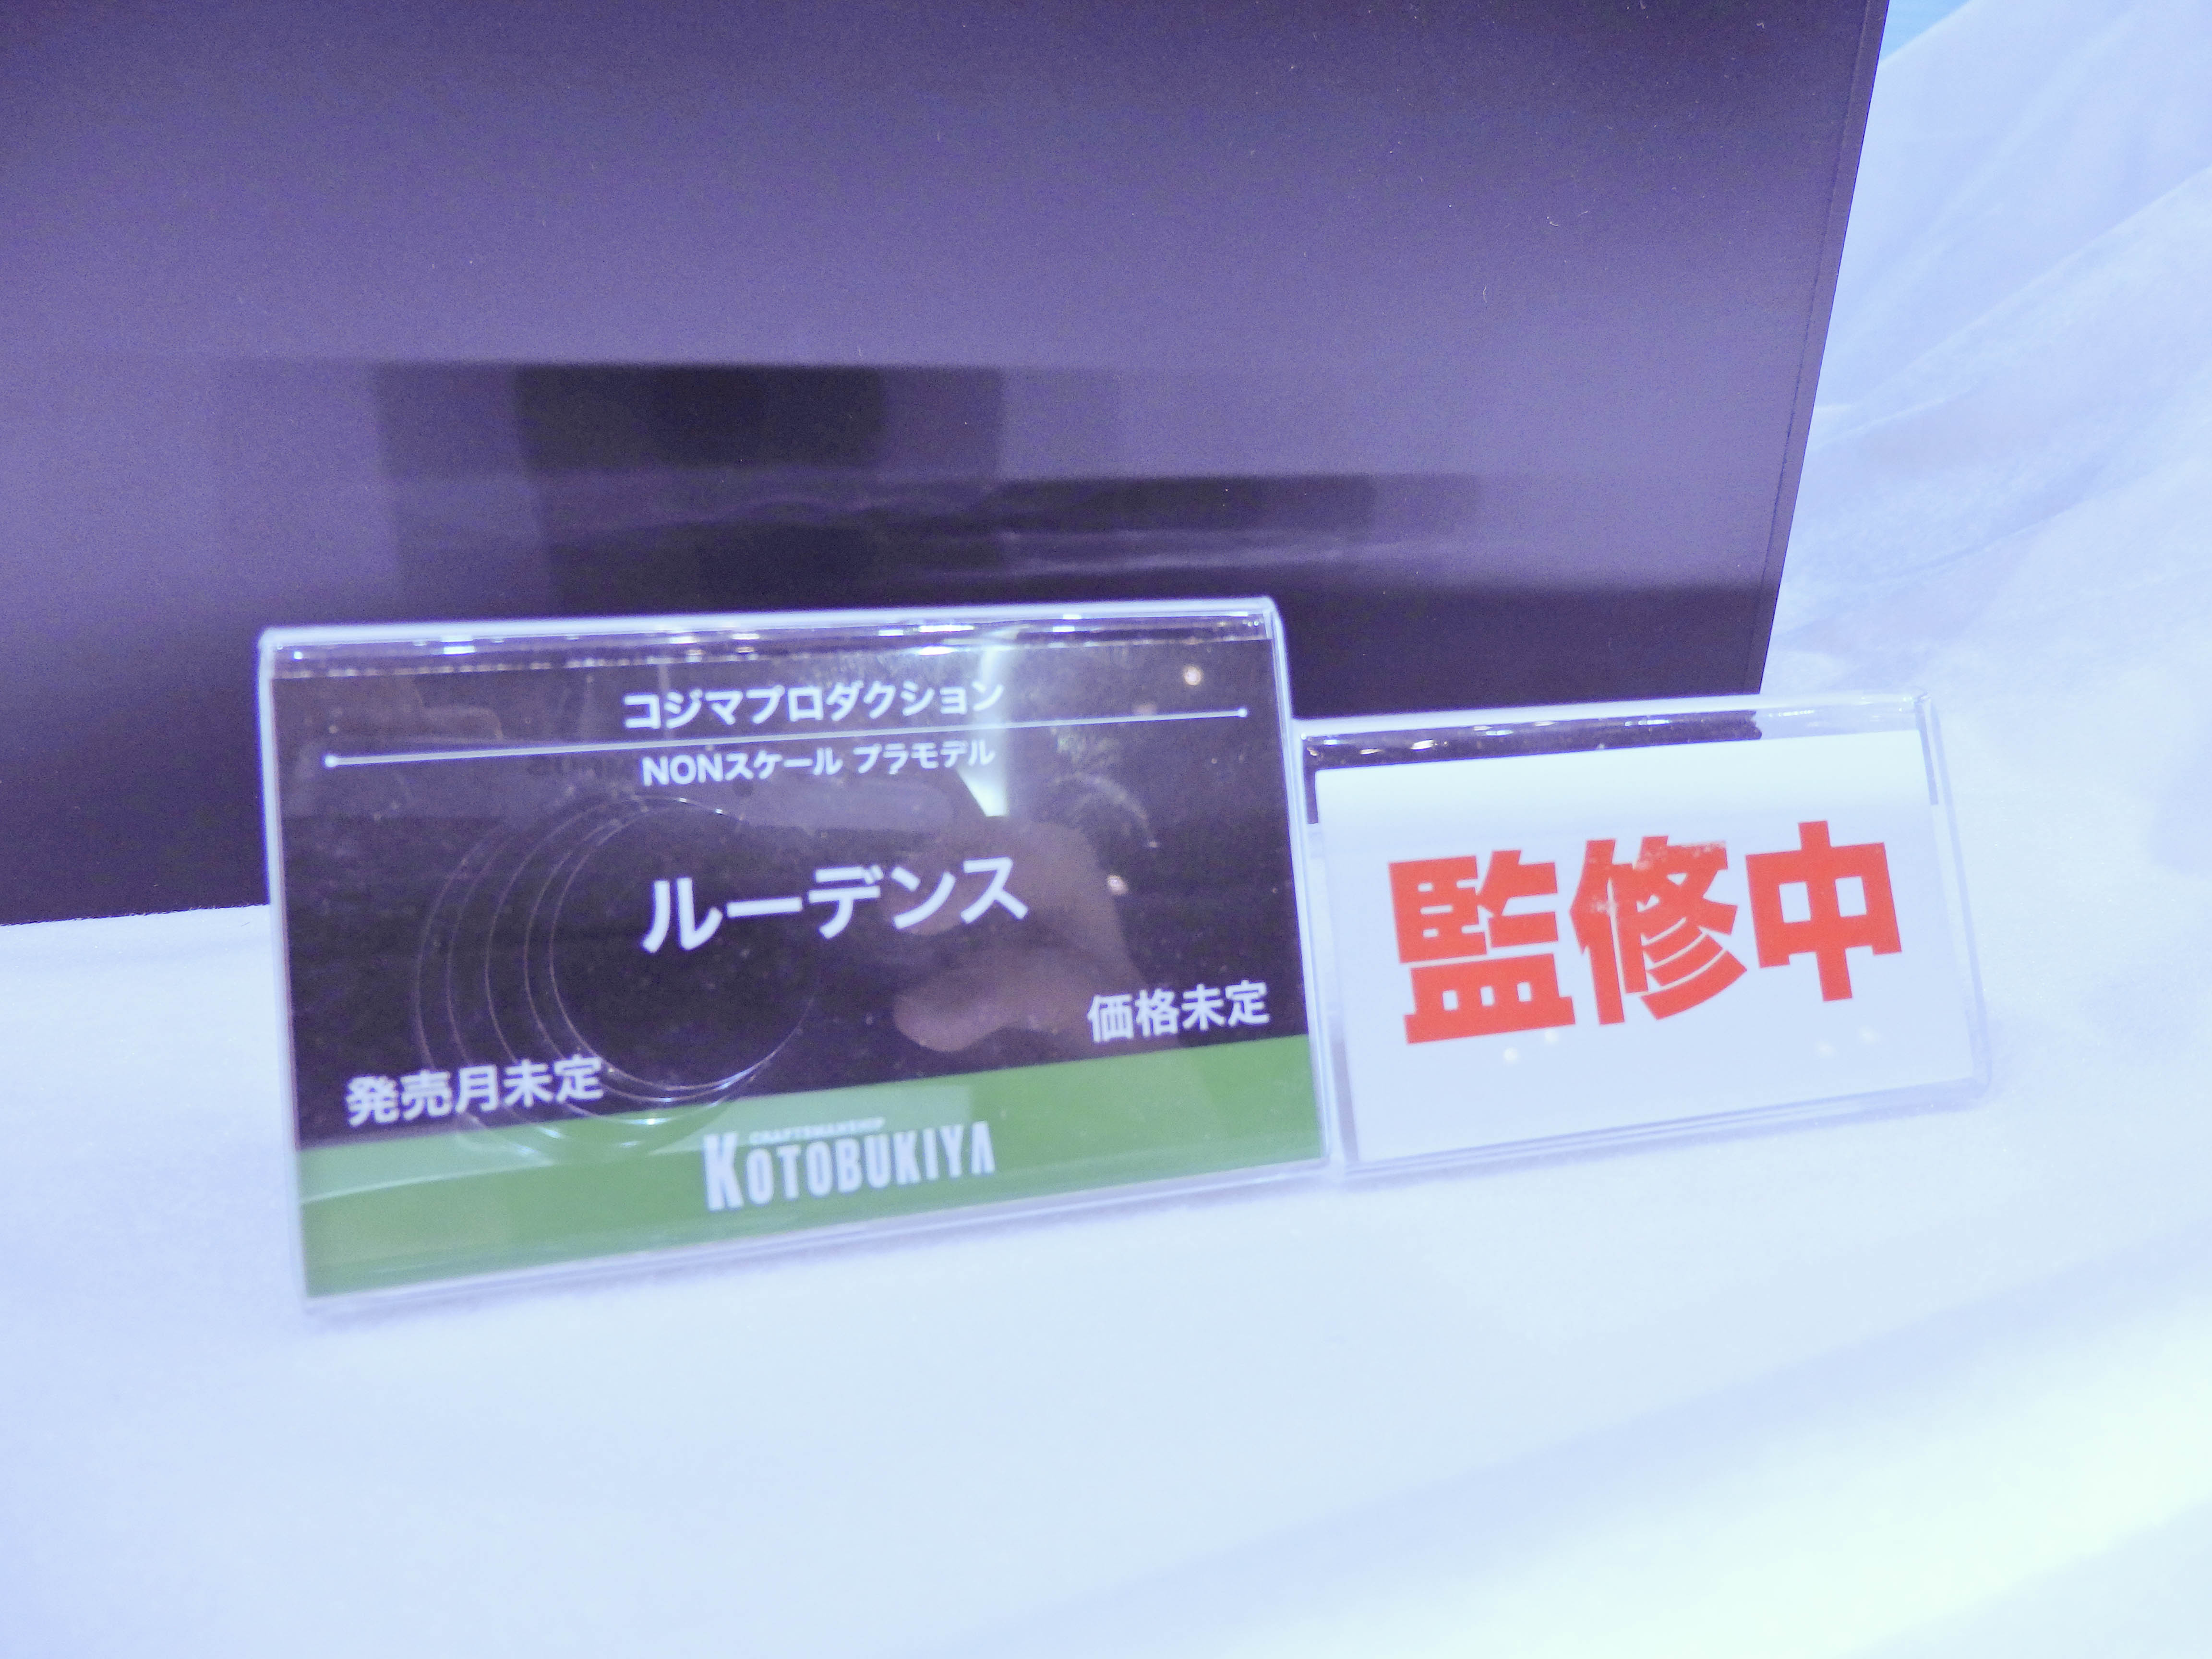 コジマプロダクション
NONスケール プラモデル
ルーデンス
価格未定
発売月未定
CRAFTSMANSHIP
KOTOBUKIYA
監修中